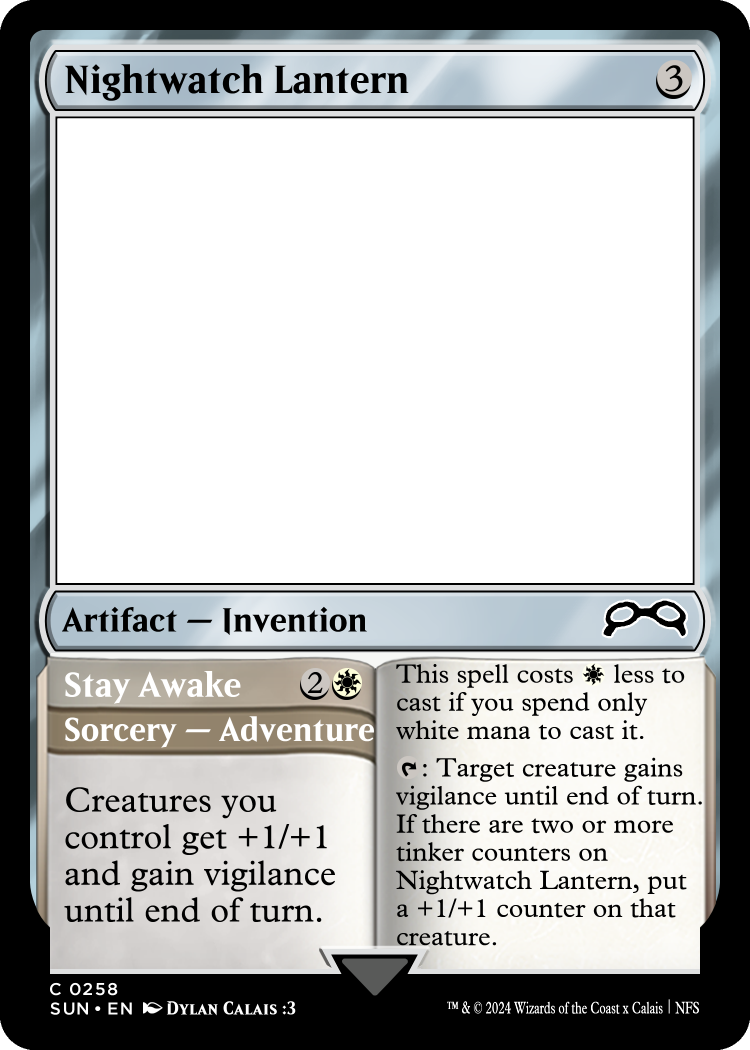 Nightwatch Lantern 3
Artifact — Invention
Stay Awake 2
Sorcery — Adventure
Creatures you
control get +1/+1
and gain vigilance
until end of turn.
This spell costs less to
cast if you spend only
white mana to cast it.
: Target creature gains
vigilance until end of turn.
If there are two or more
tinker counters on
Nightwatch Lantern, put
a +1/+1 counter on that
creature.
C 0258
SUN • EN Dylan Calais :3
™ & © 2024 Wizards of the Coast x Calais | NFS